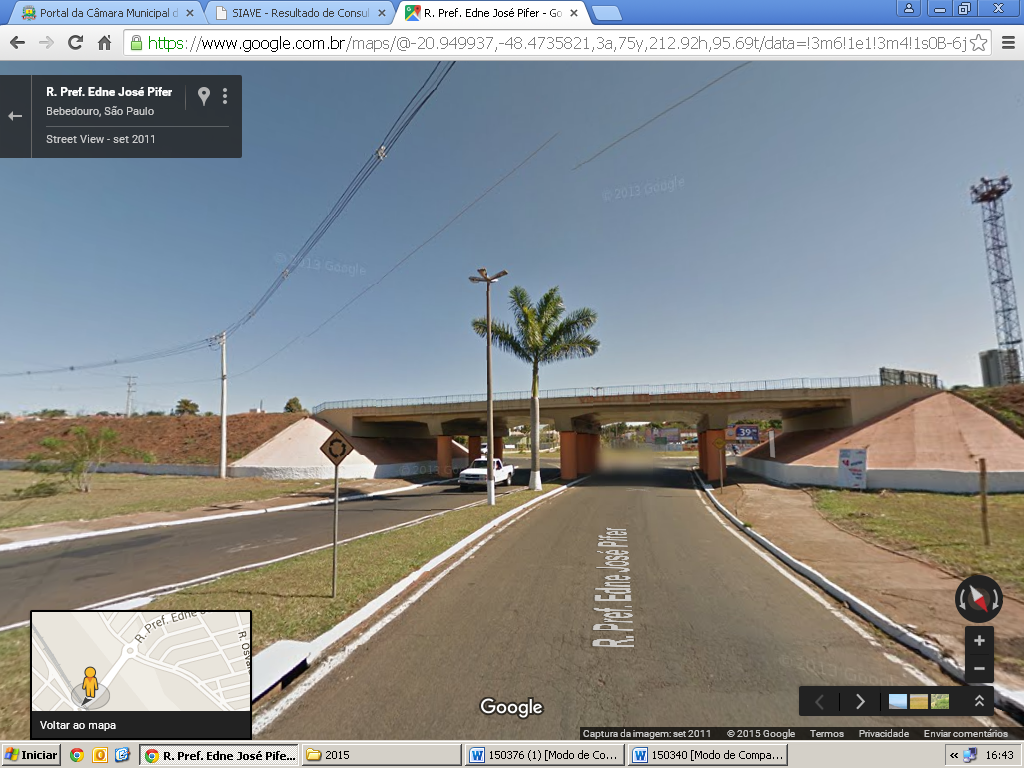 Portal da Câmara Municipal d
SIAVE - Resultado de Consul
R. Pref. Edne José Pifer - Go
https://www.google.com.br/maps/@-20.949937,-48.4735821,3a,75y,212.92h,95.69t/data=!3m6!1e1!3m4!1s0B-6j
R. Pref. Edne José Pifer
Bebedouro, São Paulo
Street View - set 2011
© 2013 Google
© 2013 Google
© 2013 Google
39
R. Pref. Edne José Pifer
R. Pref. Edne
R. Osva
Voltar ao mapa
Google
Captura da imagem: set 2011 © 2015 Google Termos Privacidade Enviar comentários
Iniciar
R. Pref. Edne José Pife...
2015
150376 (1) [Modo de Co...
150340 [Modo de Compa...
16:43